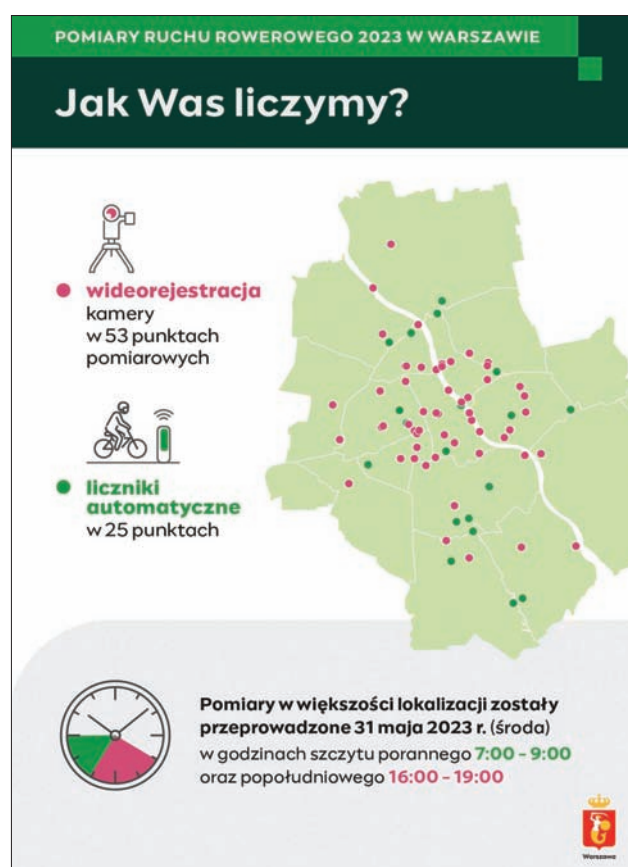 POMIARY RUCHU ROWEROWEGO 2023 W WARSZAWIE
Jak Was liczymy?
wideorejestracja
kamery
w 53 punktach
pomiarowych
liczniki
automatyczne
w 25 punktach
Pomiary w większości lokalizacji zostały
przeprowadzone 31 maja 2023 r. (środa)
w godzinach szczytu porannego 7:00 – 9:00
oraz popołudniowego 16:00 – 19:00
Warszawa